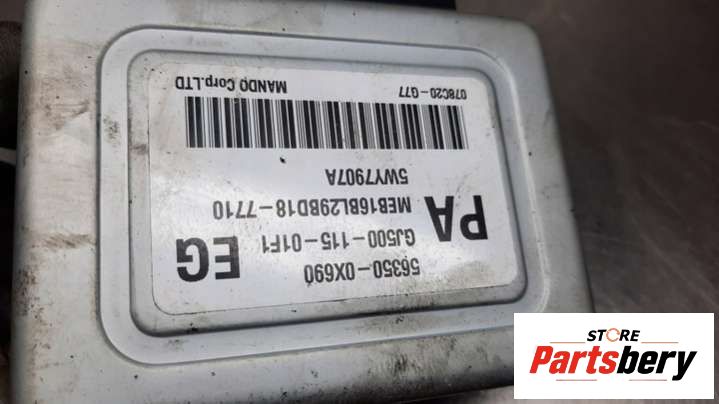 56350-0X690
GJ500-115-01F1 EG
MEB16BL29BD18-7710
PA
5WY7907A
MANDO Corp.LTD
078C20-G77
STORE
Partsbery